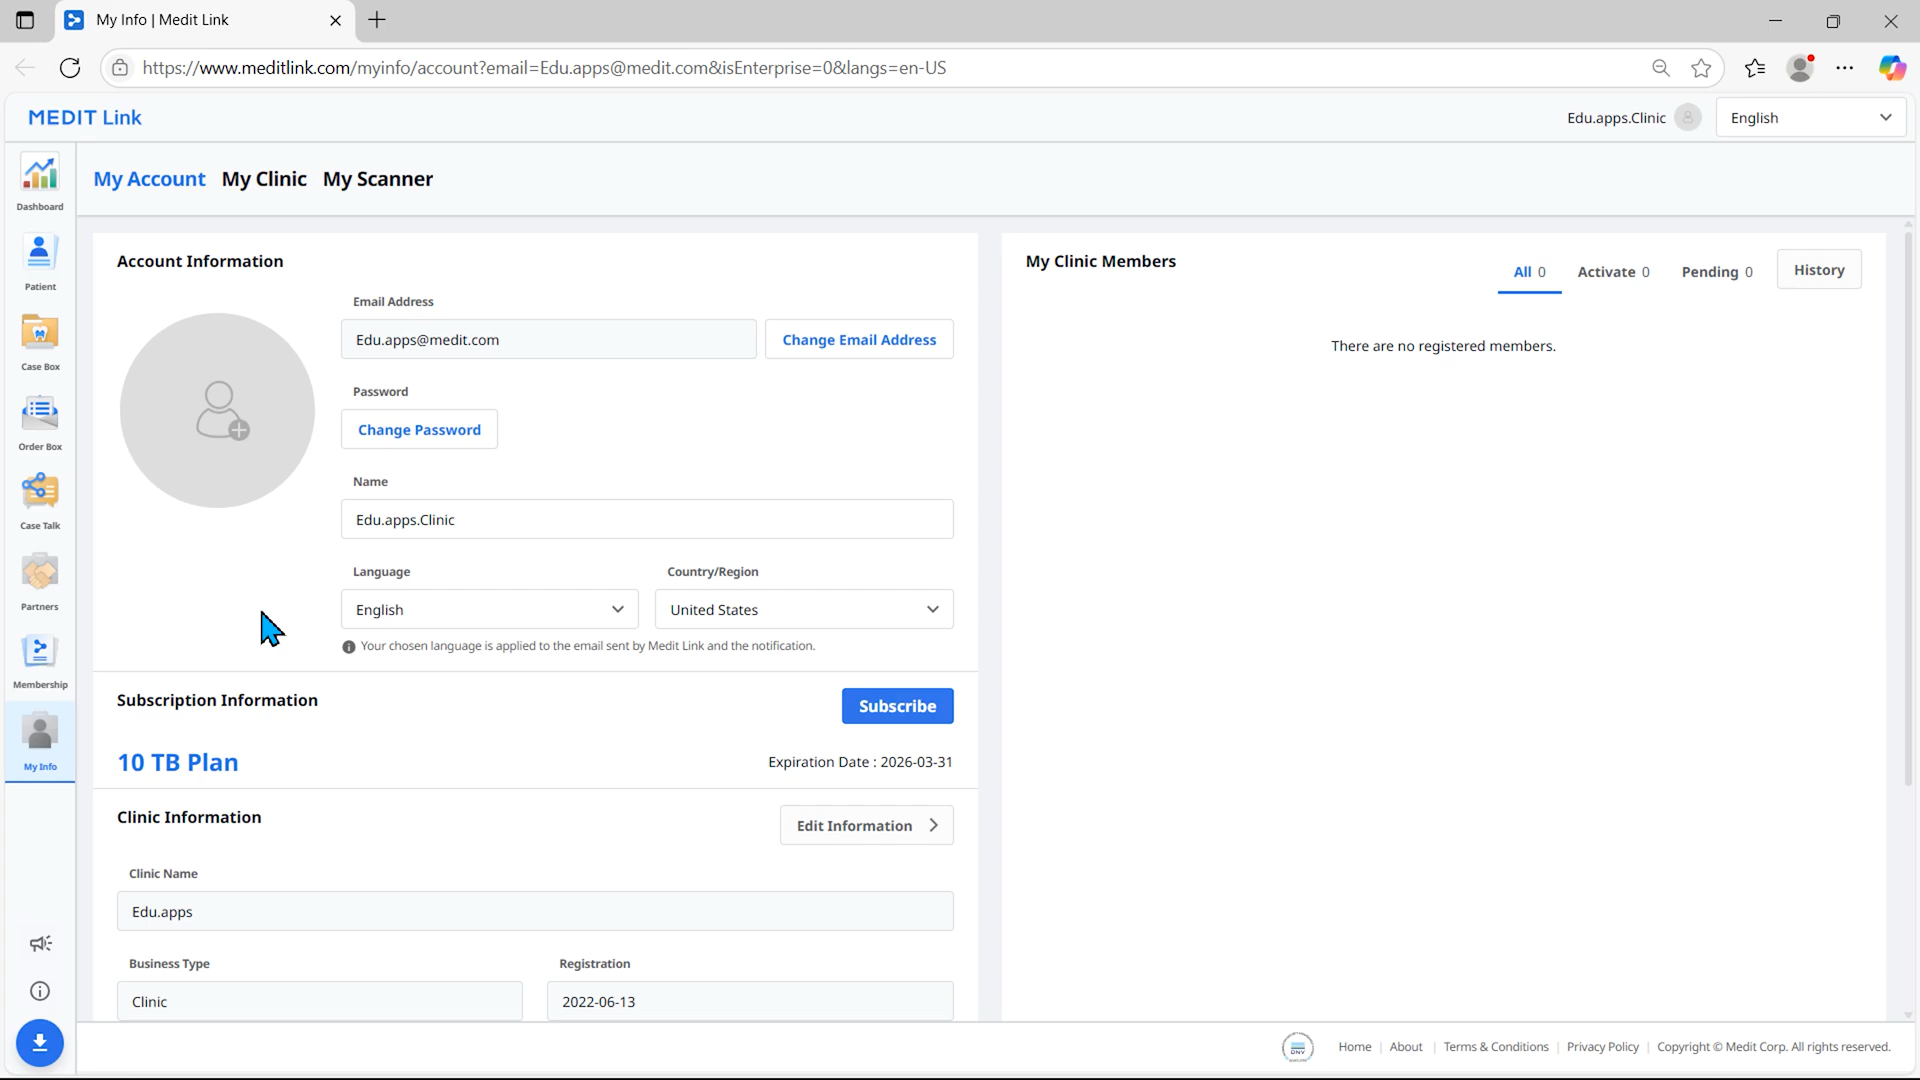 My Info | Medit Link
https://www.meditlink.com/myinfo/account?email=Edu.apps@medit.com&isEnterprise=0&langs=en-US
MEDIT Link
Edu.apps.Clinic
English
Dashboard
Patient
Case Box
Order Box
Case Talk
Partners
Membership
My Info
My Account My Clinic My Scanner
Account Information
Email Address
Edu.apps@medit.com
Change Email Address
Password
Change Password
Name
Edu.apps.Clinic
Language
Country/Region
English
United States
Your chosen language is applied to the email sent by Medit Link and the notification.
Subscription Information
Subscribe
10 TB Plan
Expiration Date : 2026-03-31
Clinic Information
Edit Information
Clinic Name
Edu.apps
Business Type
Registration
Clinic
2022-06-13
My Clinic Members
All 0
Activate 0
Pending 0
History
There are no registered members.
DNV
Home | About | Terms & Conditions | Privacy Policy | Copyright © Medit Corp. All rights reserved.